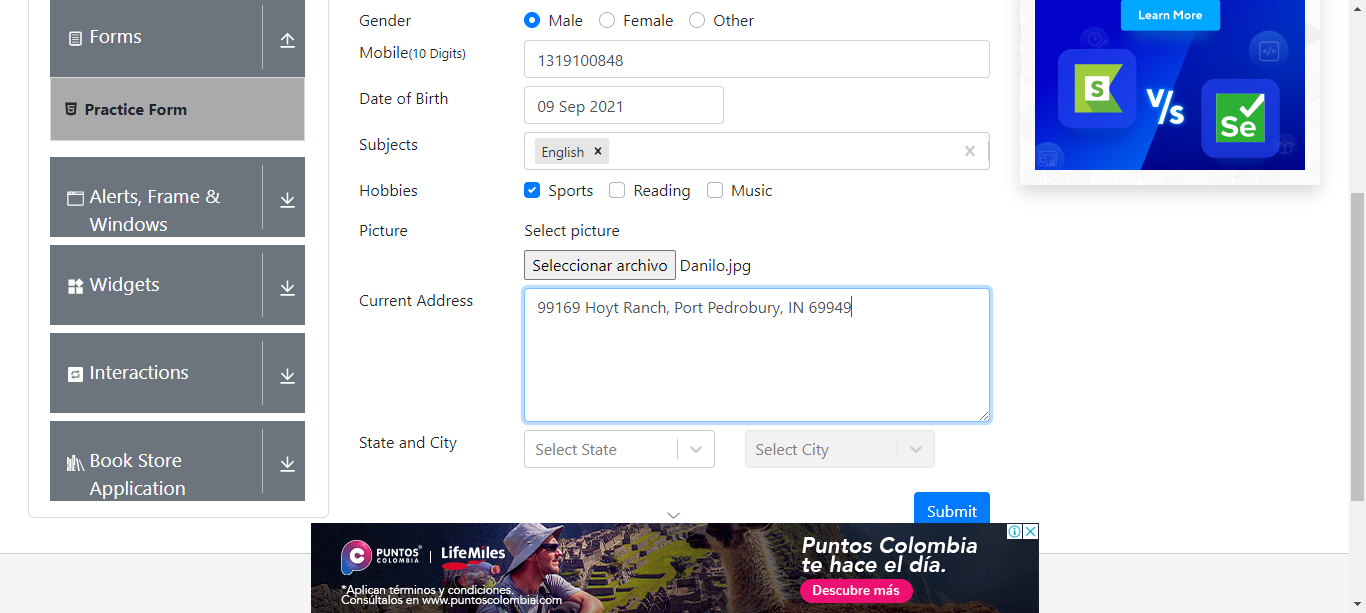 Forms
Practice Form
Alerts, Frame &
Windows
Widgets
Interactions
Book Store
Application
Gender
Male
Female
Other
Mobile(10 Digits)
1319100848
Date of Birth
09 Sep 2021
Subjects
English ×
×
Hobbies
Sports
Reading
Music
Picture
Select picture
Seleccionar archivo Danilo.jpg
Current Address
99169 Hoyt Ranch, Port Pedrobury, IN 69949
State and City
Select State
Select City
Submit
Learn More
S
V/s
Se
C PUNTOS COLOMBIA | LifeMiles
*Aplican términos y condiciones.
Consúltalos en www.puntoscolombia.com
Puntos Colombia
te hace el día.
Descubre más